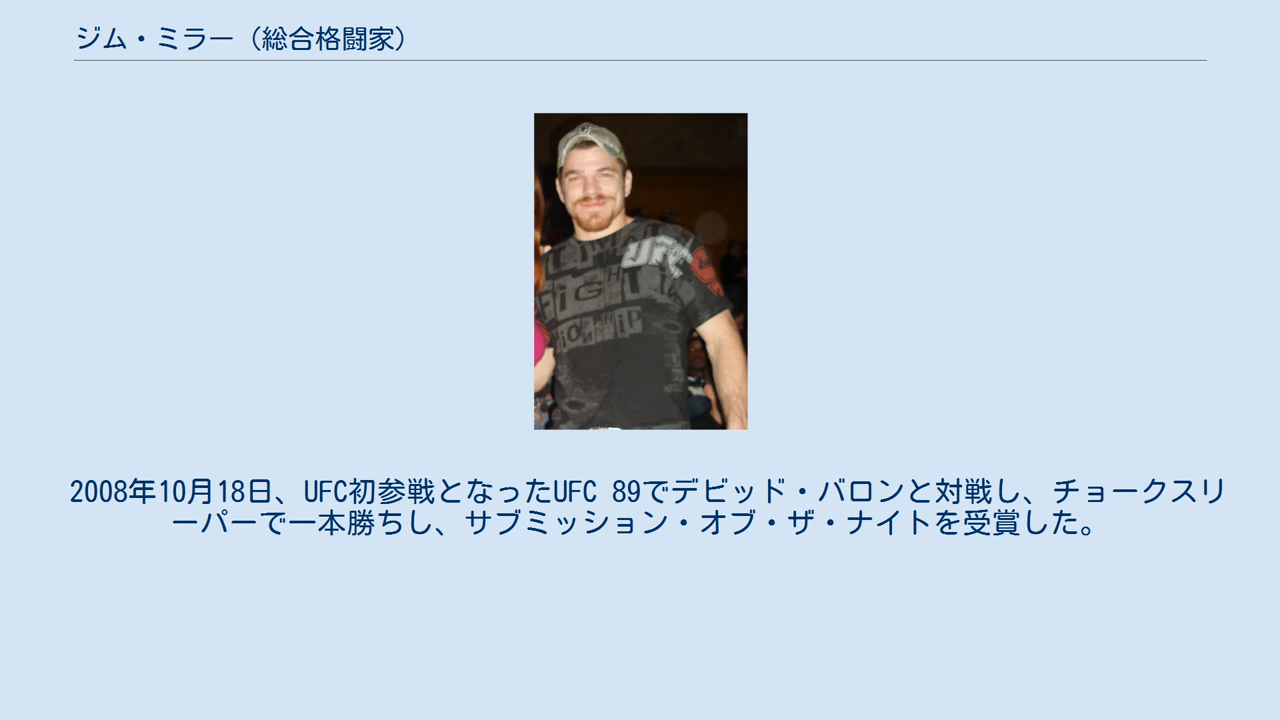 ジム・ミラー（総合格闘家）
UFC
FiGHT
2008年10月18日、UFC初参戦となったUFC 89でデビッド・バロンと対戦し、チョークスリ
ーパーで一本勝ちし、サブミッション・オブ・ザ・ナイトを受賞した。